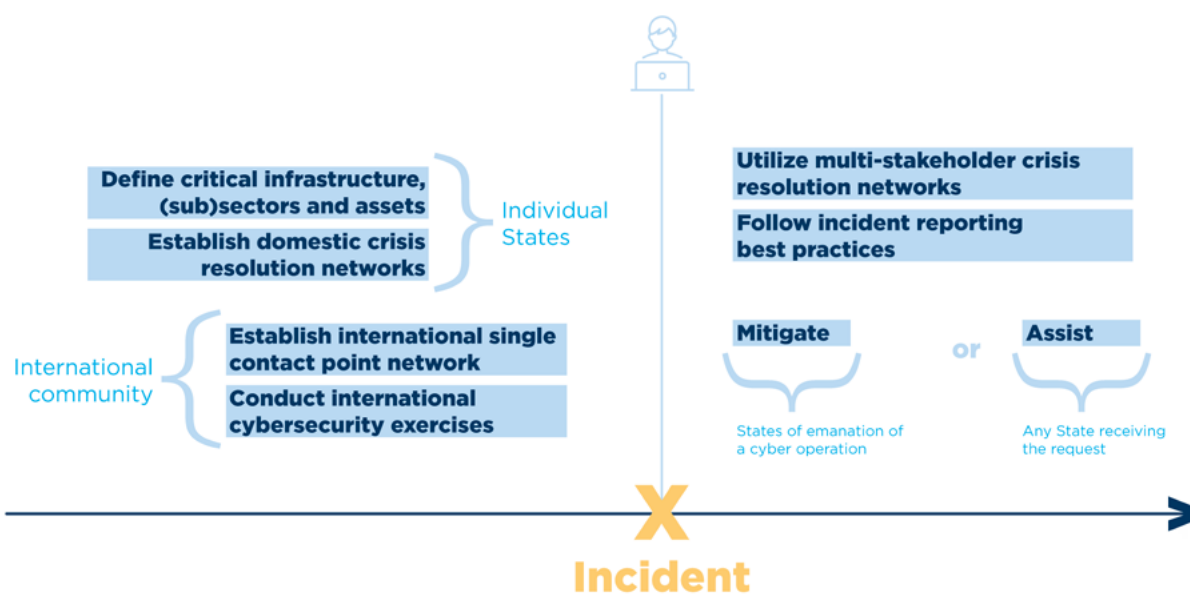 Define critical infrastructure,
(sub)sectors and assets
Establish domestic crisis
resolution networks
Individual
States
International
community
Establish international single
contact point network
Conduct international
cybersecurity exercises
Utilize multi-stakeholder crisis
resolution networks
Follow incident reporting
best practices
Mitigate
or
Assist
States of emanation of
a cyber operation
Any State receiving
the request
X
Incident